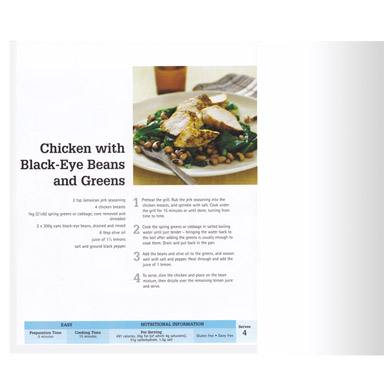 Chicken with
Black-Eye Beans
and Greens
2 tsp Jamaican jerk seasoning
4 chicken breasts
1kg (2¼lb) spring greens or cabbage, core removed and
shredded
2 x 300g cans black-eye beans, drained and rinsed
4 tbsp olive oil
juice of 1¼ lemons
salt and ground black pepper
1 Preheat the grill. Rub the jerk seasoning into the
chicken breasts, and sprinkle with salt. Cook under
the grill for 15 minutes or until done, turning from
time to time.
2 Cook the spring greens or cabbage in salted boiling
water until just tender – bringing the water back to
the boil after adding the greens is usually enough to
cook them. Drain and put back in the pan.
3 Add the beans and olive oil to the greens, and season
well with salt and pepper. Heat through and add the
juice of 1 lemon.
4 To serve, slice the chicken and place on the bean
mixture, then drizzle over the remaining lemon juice
and serve.
EASY
Preparation Time
5 minutes
Cooking Time
15 minutes
NUTRITIONAL INFORMATION
Per Serving
491 calories, 26g fat (of which 4g saturates),
31g carbohydrate, 1.5g salt
Gluten free • Dairy free
Serves
4